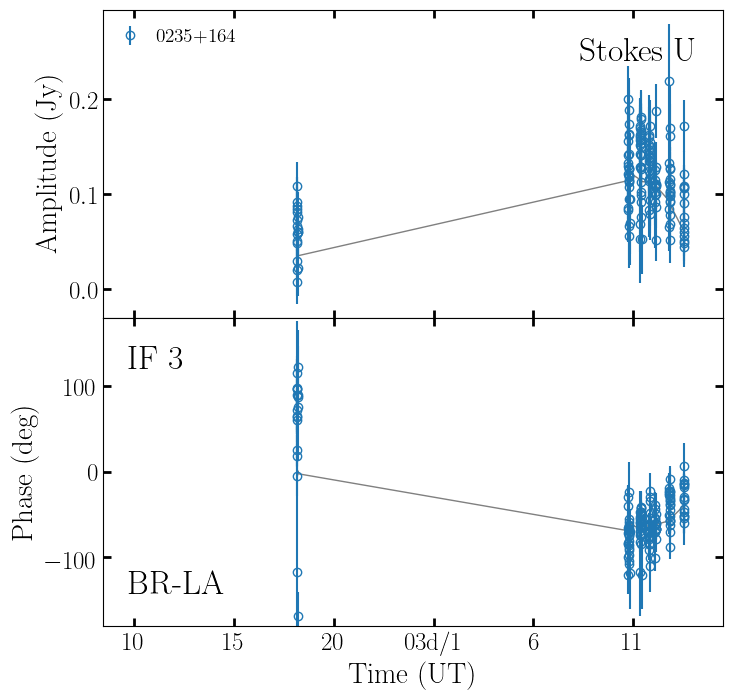 0235+164
Stokes U
Amplitude (Jy)
0.2
0.1
0.0
IF 3
BR-LA
Phase (deg)
100
0
−100
10 15 20 03d/1 6 11
Time (UT)